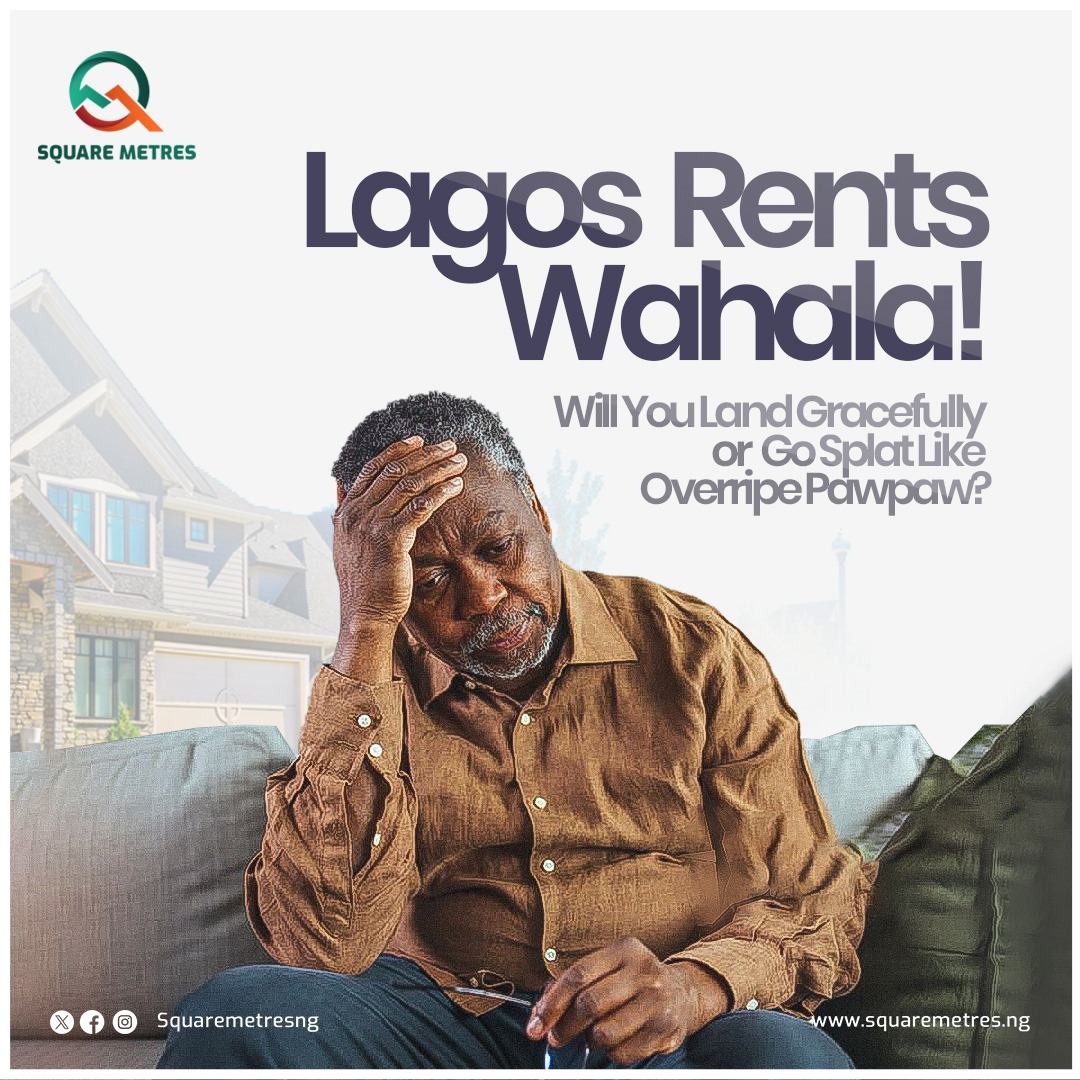 SQUARE METRES
Lagos Rents
Wahala!
Will You Land Gracefully
or Go Splat Like
Overripe Pawpaw?
Squaremetresng
www.squaremetres.ng